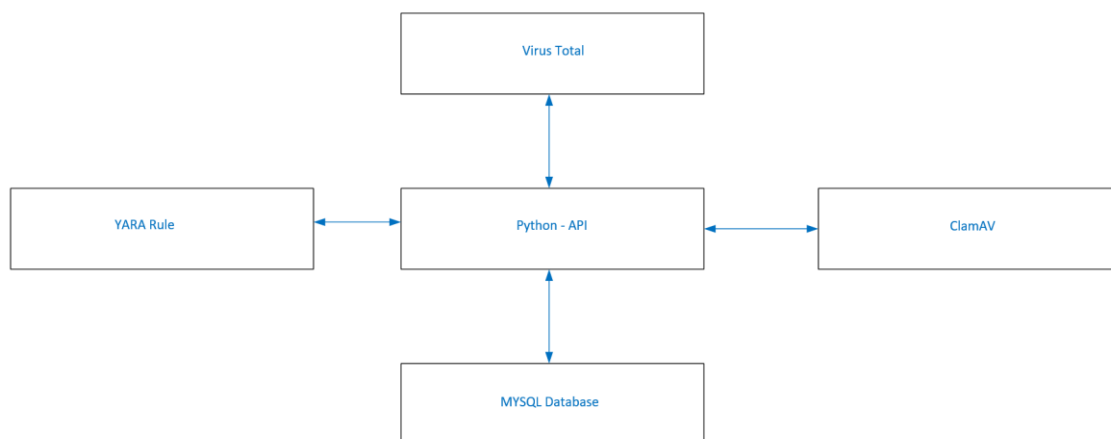 Virus Total
YARA Rule
Python - API
ClamAV
MYSQL Database